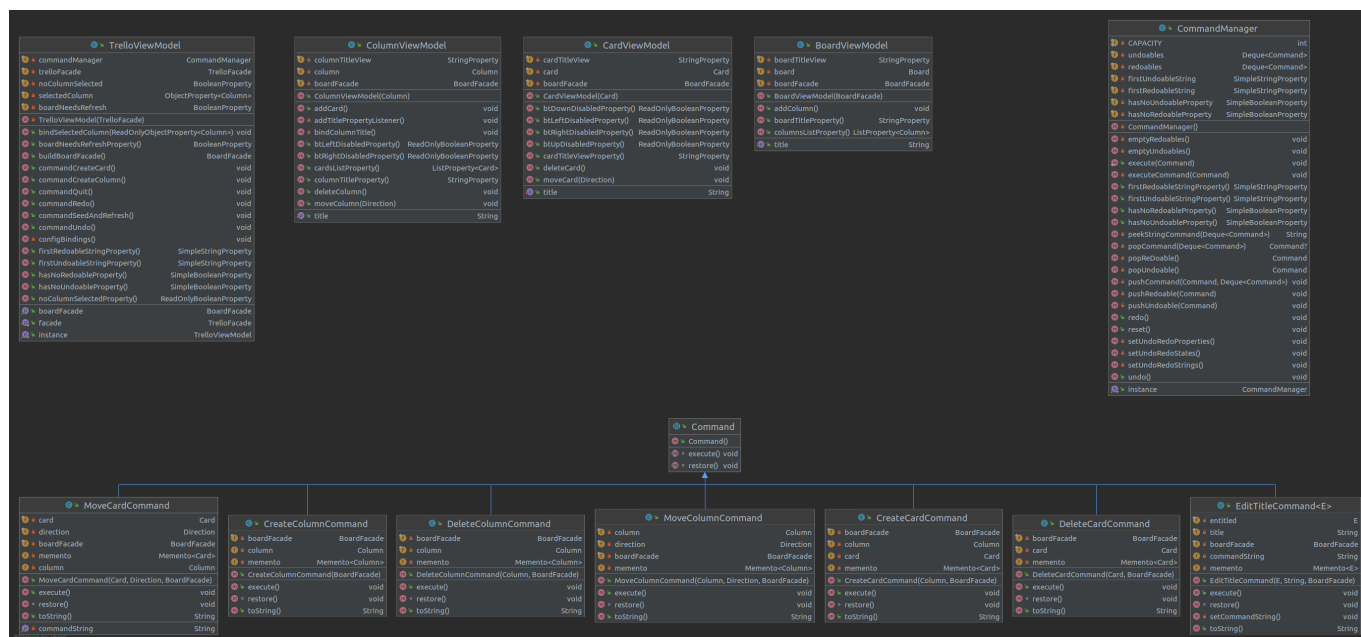 TrelloViewModel
commandManager CommandManager
trelloFacade TrelloFacade
noColumnSelected BooleanProperty
selectedColumn ObjectProperty<Column>
boardNeedsRefresh BooleanProperty
TrelloViewModel(TrelloFacade)
bindSelectedColumn(ReadOnlyObjectProperty<Column>) void
boardNeedsRefreshProperty() BooleanProperty
buildBoardFacade() BoardFacade
commandCreateCard() void
commandCreateColumn() void
commandQuit() void
commandRedo() void
commandSeedAndRefresh() void
commandUndo() void
configBindings() void
firstRedoableStringProperty() SimpleStringProperty
firstUndoableStringProperty() SimpleStringProperty
hasNoRedoableProperty() SimpleBooleanProperty
hasNoUndoableProperty() SimpleBooleanProperty
noColumnSelectedProperty() ReadOnlyBooleanProperty
boardFacade BoardFacade
facade TrelloFacade
instance TrelloViewModel
ColumnViewModel
columnTitleView StringProperty
column Column
boardFacade BoardFacade
ColumnViewModel(Column)
addCard() void
addTitlePropertyListener() void
bindColumnTitle() void
btLeftDisabledProperty() ReadOnlyBooleanProperty
btRightDisabledProperty() ReadOnlyBooleanProperty
cardsListProperty() ListProperty<Card>
columnTitleProperty() StringProperty
deleteColumn() void
moveColumn(Direction) void
title String
CardViewModel
cardTitleView StringProperty
card Card
boardFacade BoardFacade
CardViewModel(Card)
btDownDisabledProperty() ReadOnlyBooleanProperty
btLeftDisabledProperty() ReadOnlyBooleanProperty
btRightDisabledProperty() ReadOnlyBooleanProperty
btUpDisabledProperty() ReadOnlyBooleanProperty
cardTitleViewProperty() StringProperty
deleteCard() void
moveCard(Direction) void
title String
BoardViewModel
boardTitleView StringProperty
board Board
boardFacade BoardFacade
BoardViewModel(BoardFacade)
addColumn() void
boardTitleProperty() StringProperty
columnsListProperty() ListProperty<Column>
title String
CommandManager
CAPACITY int
undoables Deque<Command>
redoables Deque<Command>
firstUndoableString SimpleStringProperty
firstRedoableString SimpleStringProperty
hasNoUndoableProperty SimpleBooleanProperty
hasNoRedoableProperty SimpleBooleanProperty
CommandManager()
emptyRedoables() void
emptyUndoables() void
execute(Command) void
executeCommand(Command) void
firstRedoableStringProperty() SimpleStringProperty
firstUndoableStringProperty() SimpleStringProperty
hasNoRedoableProperty() SimpleBooleanProperty
hasNoUndoableProperty() SimpleBooleanProperty
peekStringCommand(Deque<Command>) String
popCommand(Deque<Command>) Command?
popReDoable() Command
popUndoable() Command
pushCommand(Command, Deque<Command>) void
pushRedoable(Command) void
pushUndoable(Command) void
redo() void
reset() void
setUndoRedoProperties() void
setUndoRedoStates() void
setUndoRedoStrings() void
undo() void
instance CommandManager
Command
Command()
execute() void
restore() void
MoveCardCommand
card Card
direction Direction
boardFacade BoardFacade
memento Memento<Card>
column Column
MoveCardCommand(Card, Direction, BoardFacade)
execute() void
restore() void
toString() String
commandString String
CreateColumnCommand
boardFacade BoardFacade
column Column
memento Memento<Column>
CreateColumnCommand(BoardFacade)
execute() void
restore() void
toString() String
DeleteColumnCommand
boardFacade BoardFacade
column Column
memento Memento<Column>
DeleteColumnCommand(Column, BoardFacade)
execute() void
restore() void
toString() String
MoveColumnCommand
column Column
direction Direction
boardFacade BoardFacade
memento Memento<Column>
MoveColumnCommand(Column, Direction, BoardFacade)
execute() void
restore() void
toString() String
CreateCardCommand
boardFacade BoardFacade
column Column
card Card
memento Memento<Card>
CreateCardCommand(Column, BoardFacade)
execute() void
restore() void
toString() String
DeleteCardCommand
boardFacade BoardFacade
card Card
memento Memento<Card>
DeleteCardCommand(Card, BoardFacade)
execute() void
restore() void
toString() String
EditTitleCommand<E>
entitled E
title String
boardFacade BoardFacade
commandString String
memento Memento<E>
EditTitleCommand(E, String, BoardFacade)
execute() void
restore() void
setCommandString() void
toString() String